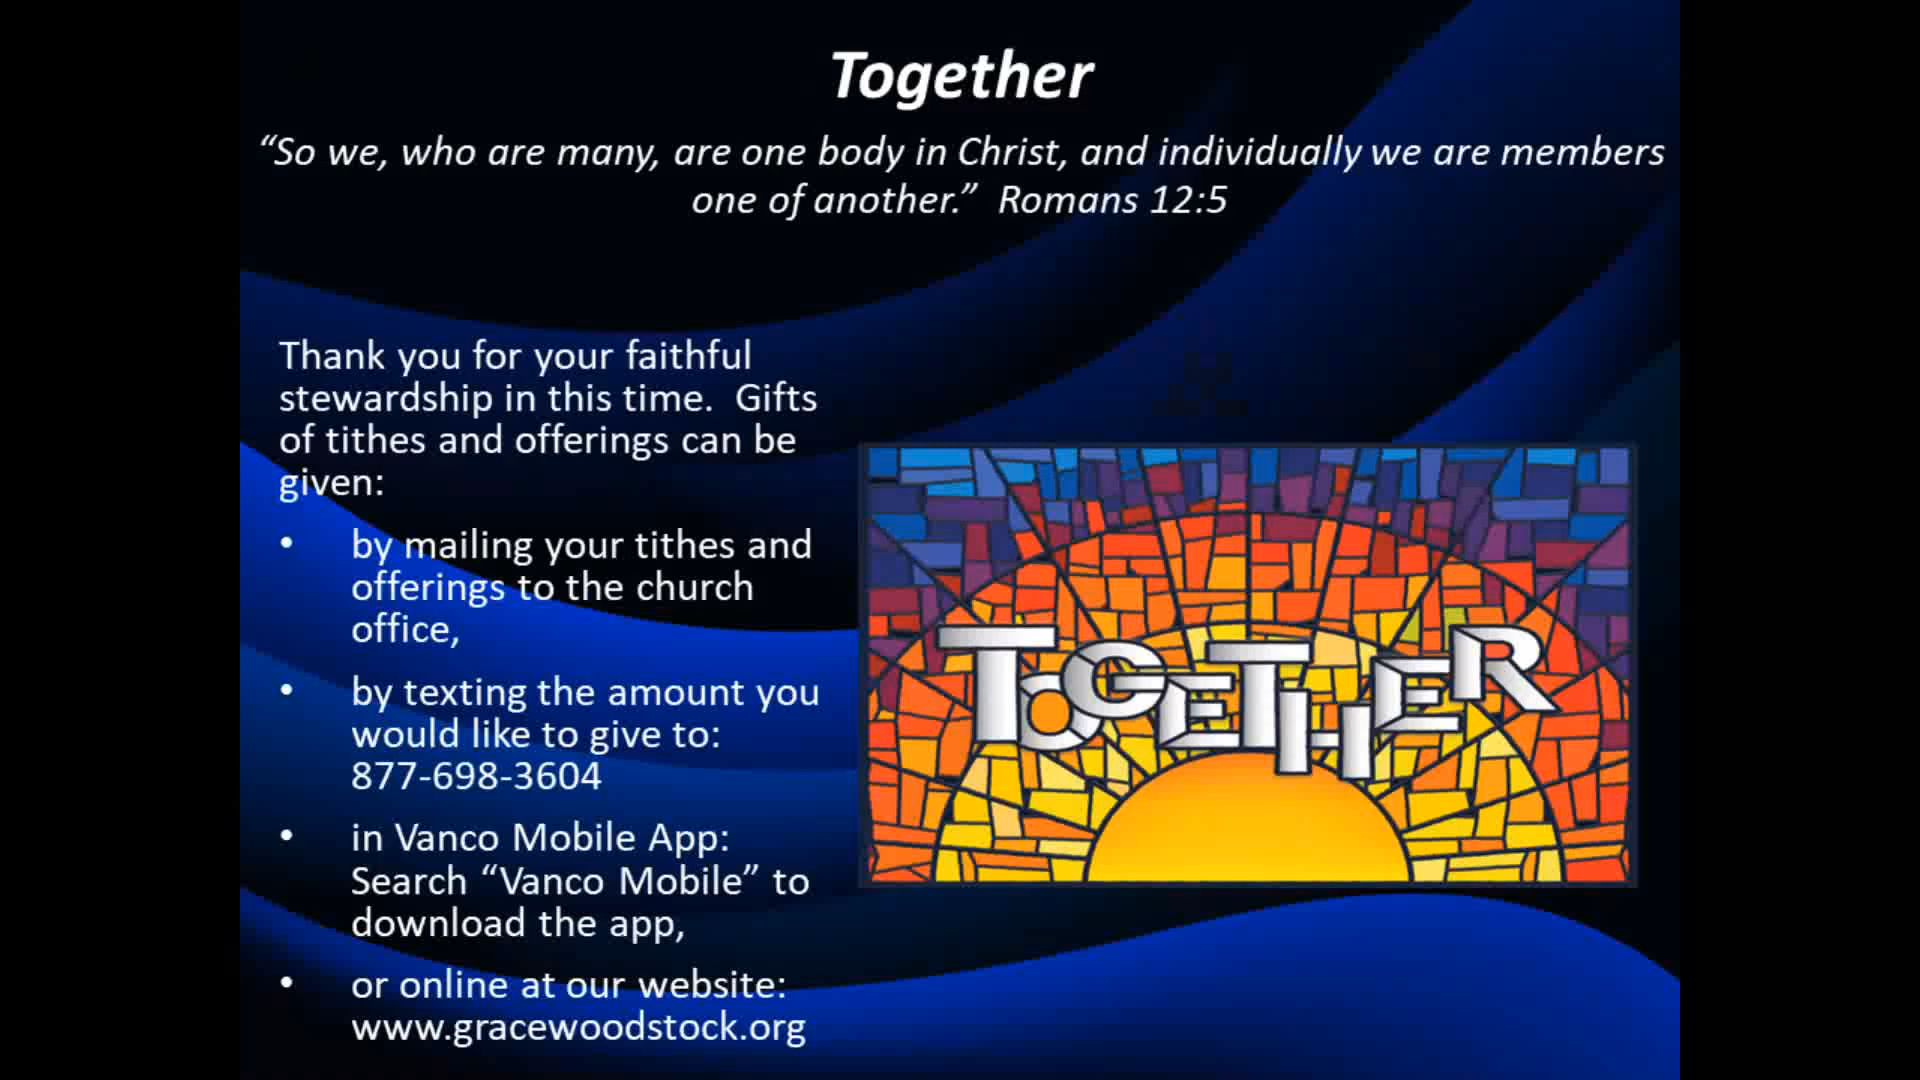 Together
“So we, who are many, are one body in Christ, and individually we are members
one of another.”  Romans 12:5
Thank you for your faithful
stewardship in this time.  Gifts
of tithes and offerings can be
given:
• by mailing your tithes and
offerings to the church
office,
• by texting the amount you
would like to give to:
877-698-3604
• in Vanco Mobile App:
Search “Vanco Mobile” to
download the app,
• or online at our website:
www.gracewoodstock.org
TOGETHER